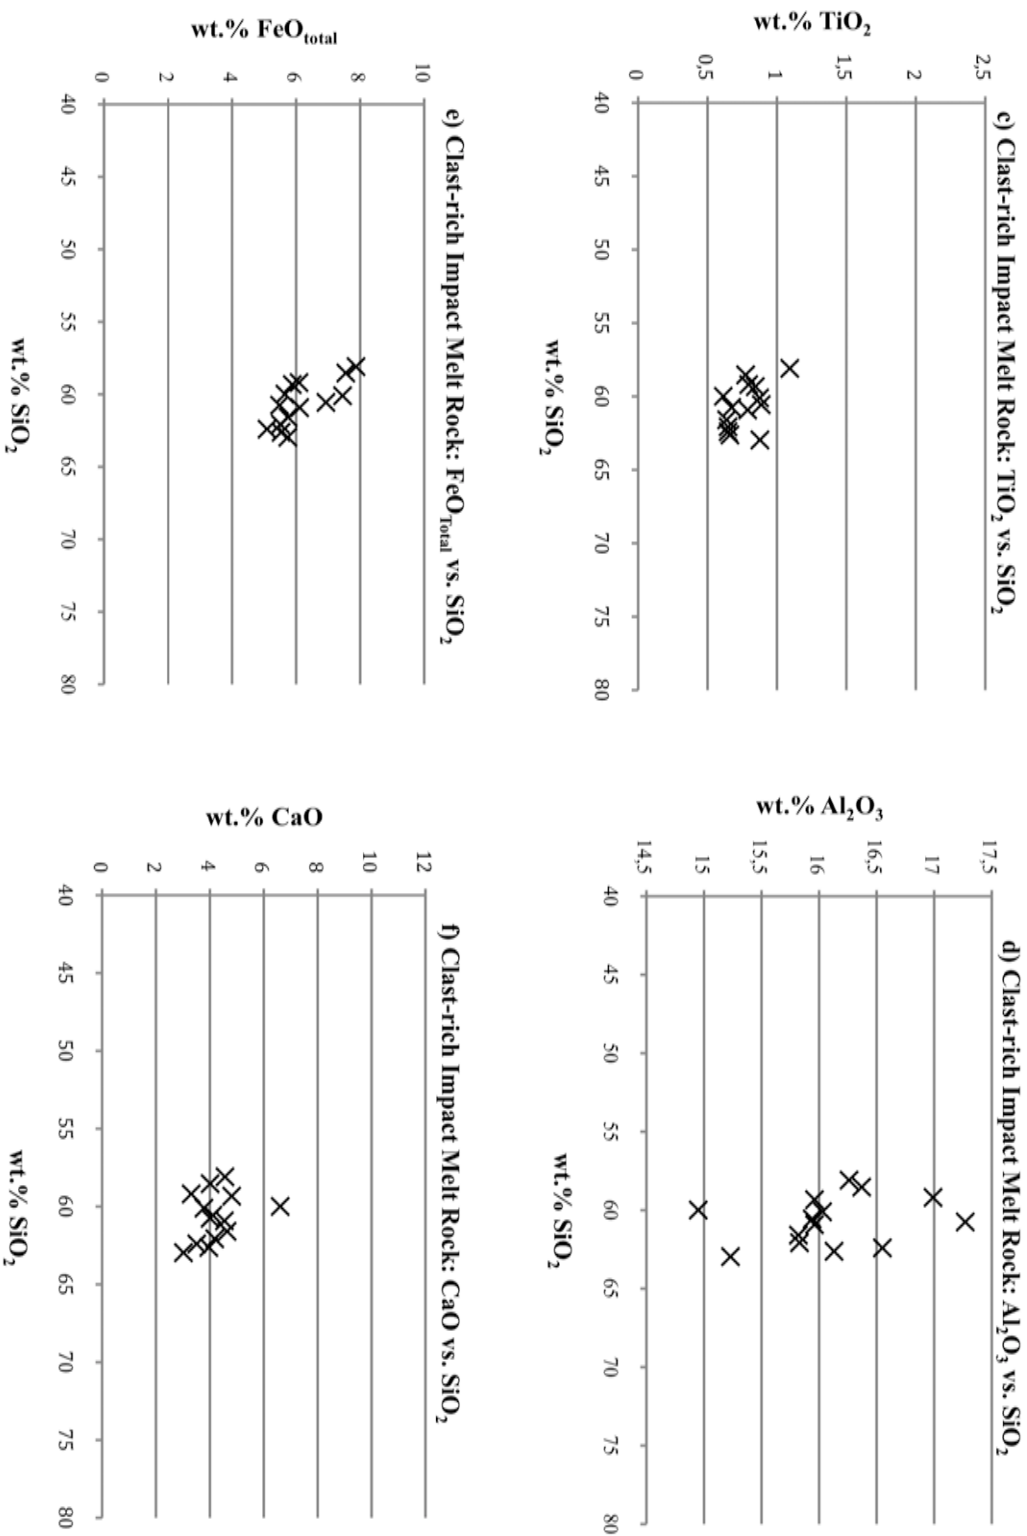 c) Clast-rich Impact Melt Rock: TiO₂ vs. SiO₂
wt.% TiO₂
2,5
2
1,5
1
0,5
0
40 45 50 55 60 65 70 75 80
wt.% SiO₂
d) Clast-rich Impact Melt Rock: Al₂O₃ vs. SiO₂
wt.% Al₂O₃
17,5
17
16,5
16
15,5
15
14,5
40 45 50 55 60 65 70 75 80
wt.% SiO₂
e) Clast-rich Impact Melt Rock: FeO_Total vs. SiO₂
wt.% FeO_total
10
8
6
4
2
0
40 45 50 55 60 65 70 75 80
wt.% SiO₂
f) Clast-rich Impact Melt Rock: CaO vs. SiO₂
wt.% CaO
12
10
8
6
4
2
0
40 45 50 55 60 65 70 75 80
wt.% SiO₂